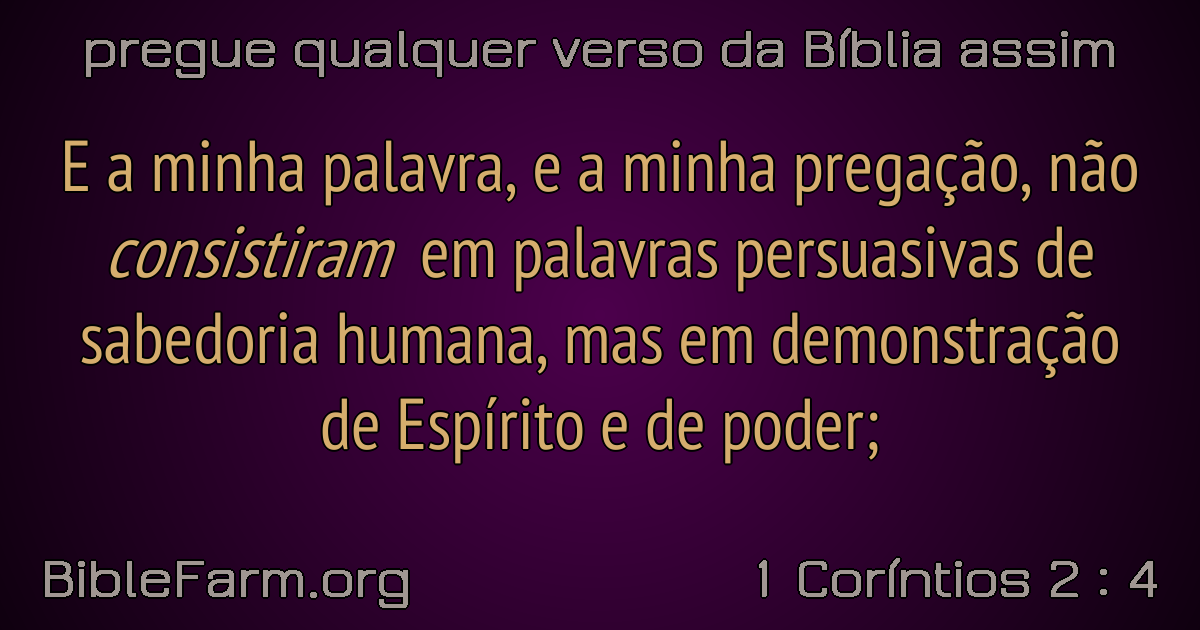 pregue qualquer verso da Bíblia assim
E a minha palavra, e a minha pregação, não
consistiram em palavras persuasivas de
sabedoria humana, mas em demonstração
de Espírito e de poder;
BibleFarm.org
1 Coríntios 2 : 4